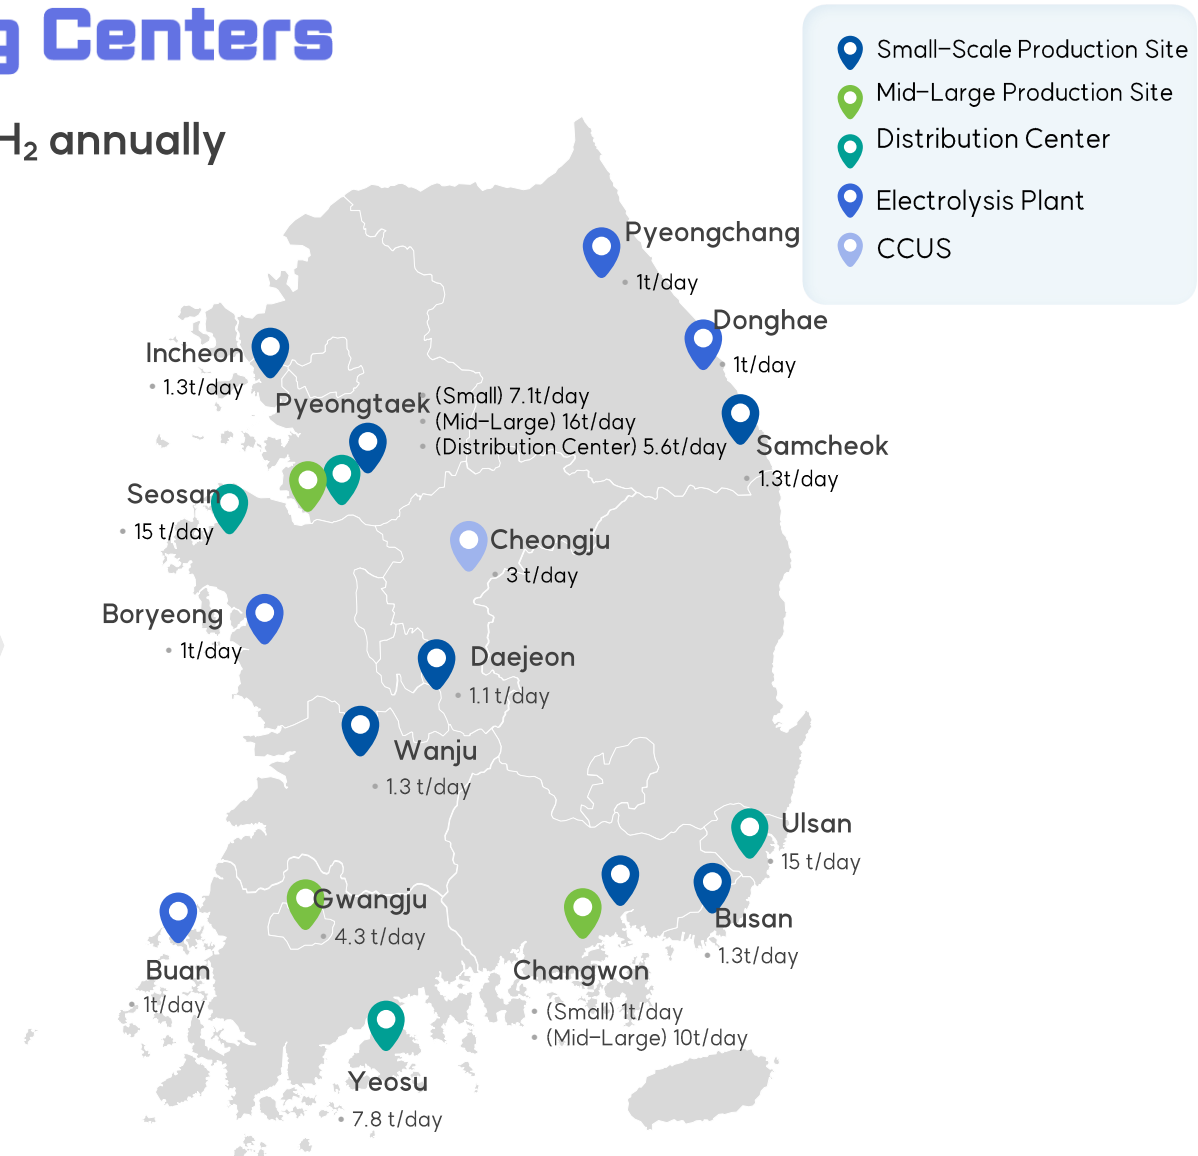 g Centers
H₂ annually
Small-Scale Production Site
Mid-Large Production Site
Distribution Center
Electrolysis Plant
CCUS
Pyeongchang
• 1t/day
Donghae
• 1t/day
Incheon
• 1.3t/day
Pyeongtaek
• (Small) 7.1t/day
• (Mid-Large) 16t/day
• (Distribution Center) 5.6t/day
Samcheok
• 1.3t/day
Seosan
• 15 t/day
Cheongju
• 3 t/day
Boryeong
• 1t/day
Daejeon
• 1.1 t/day
Wanju
• 1.3 t/day
Ulsan
• 15 t/day
Gwangju
• 4.3 t/day
Busan
• 1.3t/day
Buan
• 1t/day
Changwon
• (Small) 1t/day
• (Mid-Large) 10t/day
Yeosu
• 7.8 t/day